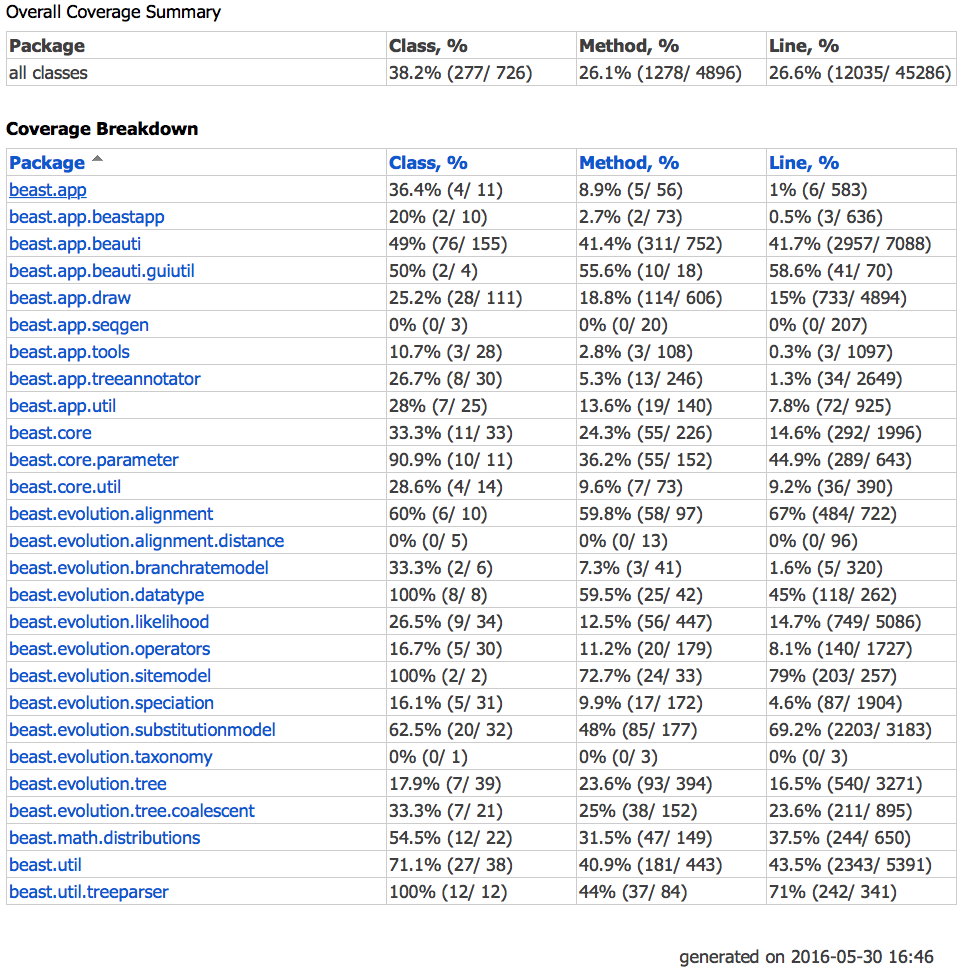 Overall Coverage Summary
Package Class, % Method, % Line, %
all classes 38.2% (277/ 726) 26.1% (1278/ 4896) 26.6% (12035/ 45286)
Coverage Breakdown
Package Class, % Method, % Line, %
beast.app 36.4% (4/ 11) 8.9% (5/ 56) 1% (6/ 583)
beast.app.beastapp 20% (2/ 10) 2.7% (2/ 73) 0.5% (3/ 636)
beast.app.beauti 49% (76/ 155) 41.4% (311/ 752) 41.7% (2957/ 7088)
beast.app.beauti.guiutil 50% (2/ 4) 55.6% (10/ 18) 58.6% (41/ 70)
beast.app.draw 25.2% (28/ 111) 18.8% (114/ 606) 15% (733/ 4894)
beast.app.seqgen 0% (0/ 3) 0% (0/ 20) 0% (0/ 207)
beast.app.tools 10.7% (3/ 28) 2.8% (3/ 108) 0.3% (3/ 1097)
beast.app.treeannotator 26.7% (8/ 30) 5.3% (13/ 246) 1.3% (34/ 2649)
beast.app.util 28% (7/ 25) 13.6% (19/ 140) 7.8% (72/ 925)
beast.core 33.3% (11/ 33) 24.3% (55/ 226) 14.6% (292/ 1996)
beast.core.parameter 90.9% (10/ 11) 36.2% (55/ 152) 44.9% (289/ 643)
beast.core.util 28.6% (4/ 14) 9.6% (7/ 73) 9.2% (36/ 390)
beast.evolution.alignment 60% (6/ 10) 59.8% (58/ 97) 67% (484/ 722)
beast.evolution.alignment.distance 0% (0/ 5) 0% (0/ 13) 0% (0/ 96)
beast.evolution.branchratemodel 33.3% (2/ 6) 7.3% (3/ 41) 1.6% (5/ 320)
beast.evolution.datatype 100% (8/ 8) 59.5% (25/ 42) 45% (118/ 262)
beast.evolution.likelihood 26.5% (9/ 34) 12.5% (56/ 447) 14.7% (749/ 5086)
beast.evolution.operators 16.7% (5/ 30) 11.2% (20/ 179) 8.1% (140/ 1727)
beast.evolution.sitemodel 100% (2/ 2) 72.7% (24/ 33) 79% (203/ 257)
beast.evolution.speciation 16.1% (5/ 31) 9.9% (17/ 172) 4.6% (87/ 1904)
beast.evolution.substitutionmodel 62.5% (20/ 32) 48% (85/ 177) 69.2% (2203/ 3183)
beast.evolution.taxonomy 0% (0/ 1) 0% (0/ 3) 0% (0/ 3)
beast.evolution.tree 17.9% (7/ 39) 23.6% (93/ 394) 16.5% (540/ 3271)
beast.evolution.tree.coalescent 33.3% (7/ 21) 25% (38/ 152) 23.6% (211/ 895)
beast.math.distributions 54.5% (12/ 22) 31.5% (47/ 149) 37.5% (244/ 650)
beast.util 71.1% (27/ 38) 40.9% (181/ 443) 43.5% (2343/ 5391)
beast.util.treeparser 100% (12/ 12) 44% (37/ 84) 71% (242/ 341)
generated on 2016-05-30 16:46